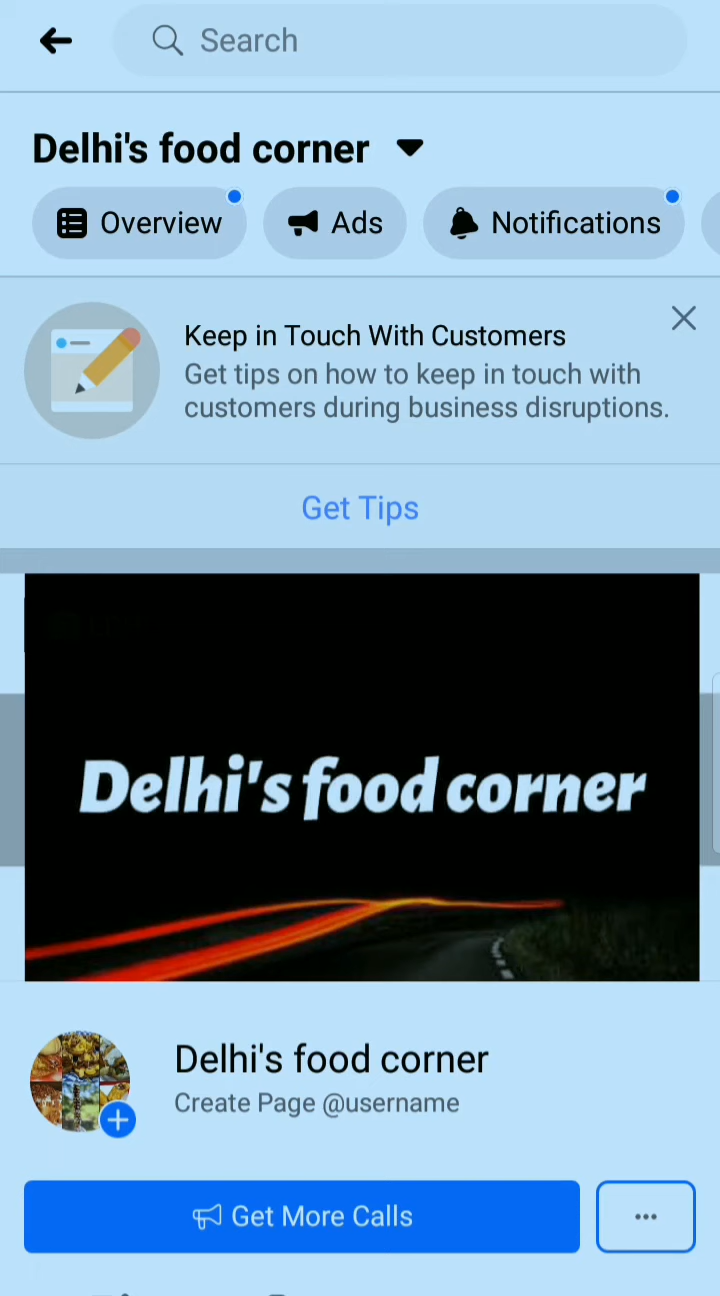 Search
Delhi's food corner
Overview
Ads
Notifications
Keep in Touch With Customers
Get tips on how to keep in touch with
customers during business disruptions.
Get Tips
Delhi's food corner
Delhi's food corner
Create Page @username
Get More Calls